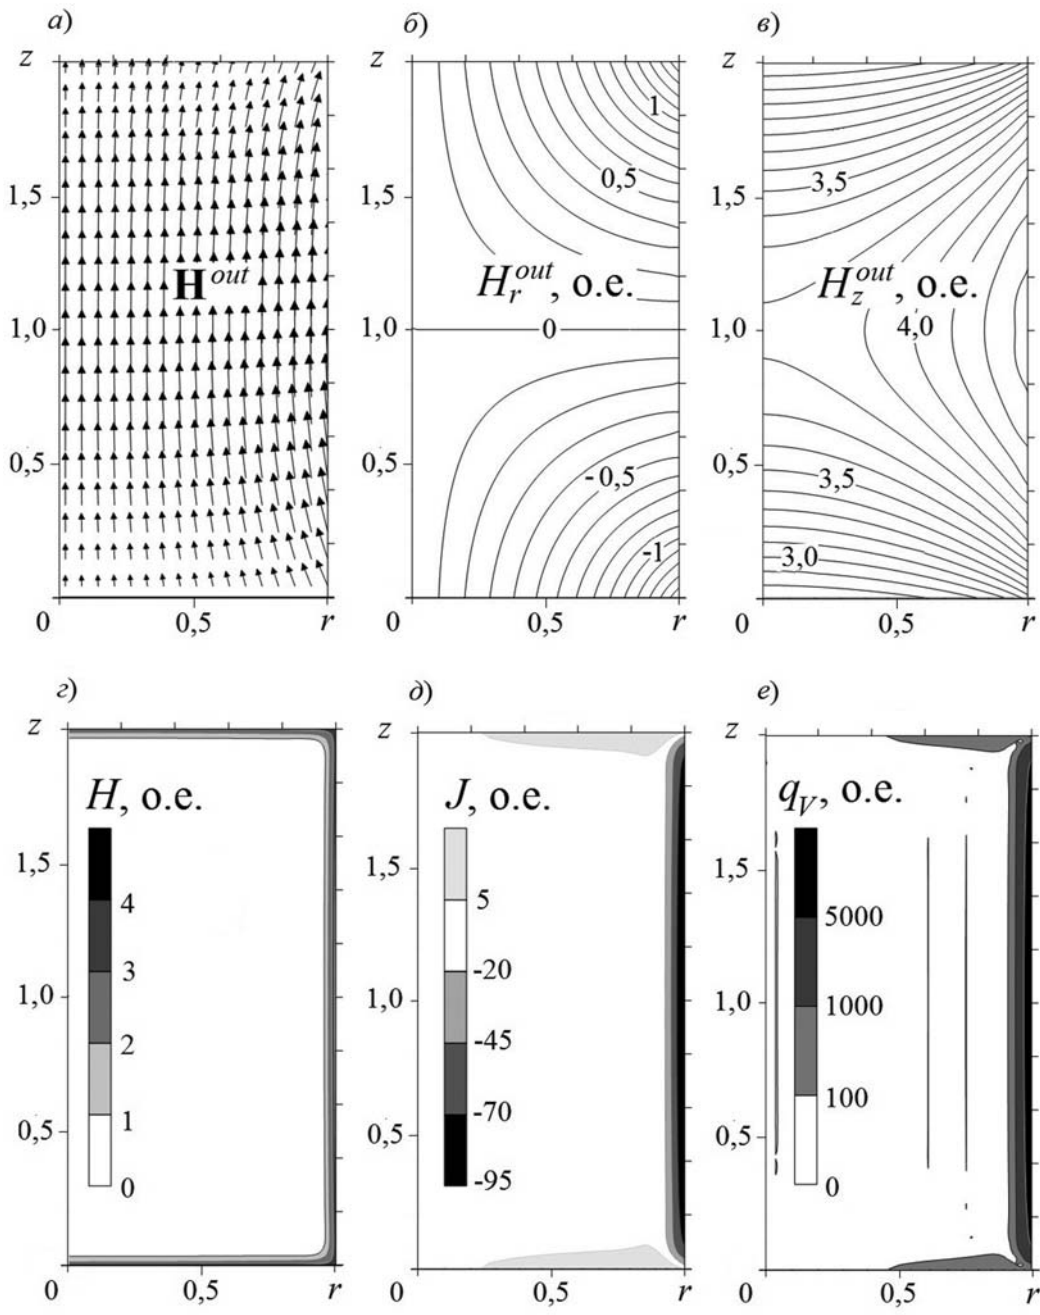 а) б) в)
z z z
1 0,5 3,5
1,5 1,5 1,5
H^out H_r^out, о.е. H_z^out, о.е.
1,0 1,0 0 1,0 4,0
0,5 0,5 -0,5 0,5 3,5
-1 3,0
0 0,5 r 0 0,5 r 0 0,5 r
г) д) е)
z z z
H, о.е. J, о.е. q_V, о.е.
1,5 1,5 1,5
4 5 5000
3 -20 1000
1,0 1,0 1,0
2 -45 100
1 -70 0
0,5 0,5 0,5
0 -95
0 0,5 r 0 0,5 r 0 0,5 r